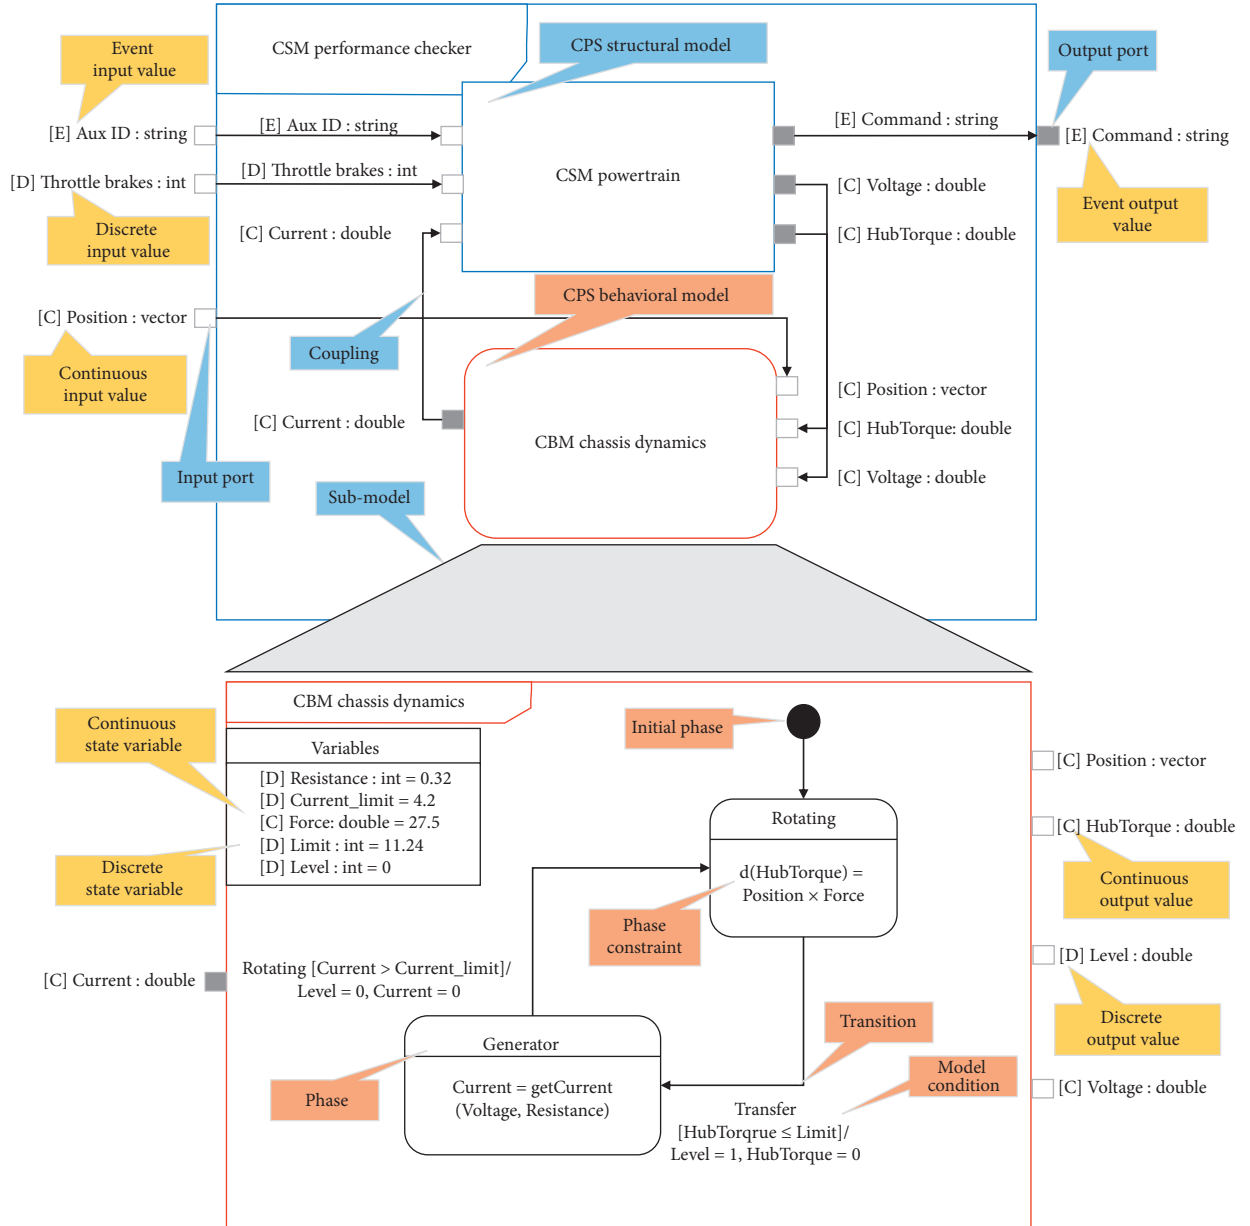 CSM performance checker
CPS structural model
Output port
Event
input value
[E] Aux ID : string
[E] Aux ID : string
[E] Command : string
[E] Command : string
[D] Throttle brakes : int
[D] Throttle brakes : int
CSM powertrain
[C] Voltage : double
Discrete
input value
[C] Current : double
[C] HubTorque : double
Event output
value
CPS behavioral model
[C] Position : vector
Coupling
Continuous
input value
[C] Position : vector
[C] Current : double
CBM chassis dynamics
[C] HubTorque: double
Input port
[C] Voltage : double
Sub-model
CBM chassis dynamics
Continuous
state variable
Initial phase
Variables
[D] Resistance : int = 0.32
[D] Current_limit = 4.2
[C] Force: double = 27.5
[D] Limit : int = 11.24
[D] Level : int = 0
[C] Position : vector
Discrete
state variable
Rotating
[C] HubTorque : double
d(HubTorque) =
Position × Force
Continuous
output value
Phase
constraint
[C] Current : double
Rotating [Current > Current_limit]/
Level = 0, Current = 0
[D] Level : double
Transition
Discrete
output value
Generator
Model
condition
Phase
Current = getCurrent
(Voltage, Resistance)
[C] Voltage : double
Transfer
[HubTorqrue ≤ Limit]/
Level = 1, HubTorque = 0